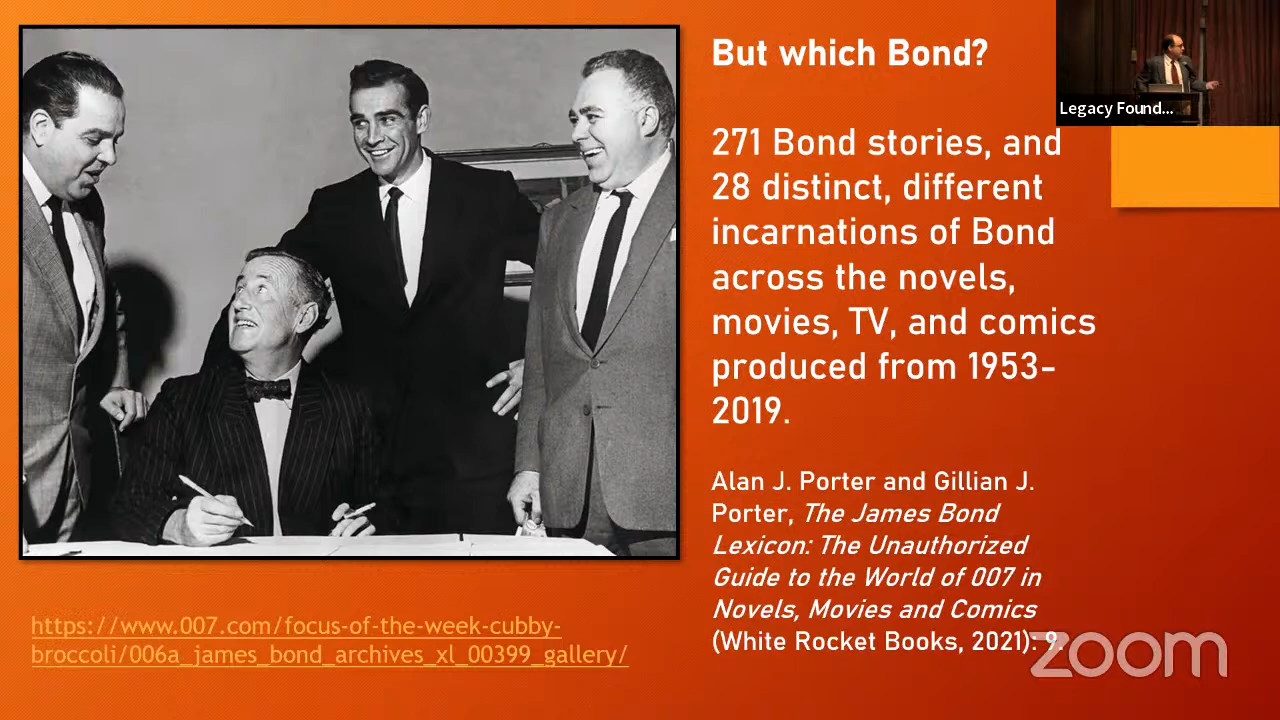 But which Bond?
271 Bond stories, and
28 distinct, different
incarnations of Bond
across the novels,
movies, TV, and comics
produced from 1953-
2019.
Alan J. Porter and Gillian J.
Porter, The James Bond
Lexicon: The Unauthorized
Guide to the World of 007 in
Novels, Movies and Comics
(White Rocket Books, 2021): 9.
https://www.007.com/focus-of-the-week-cubby-
broccoli/006a_james_bond_archives_xl_00399_gallery/
Legacy Found...
zoom